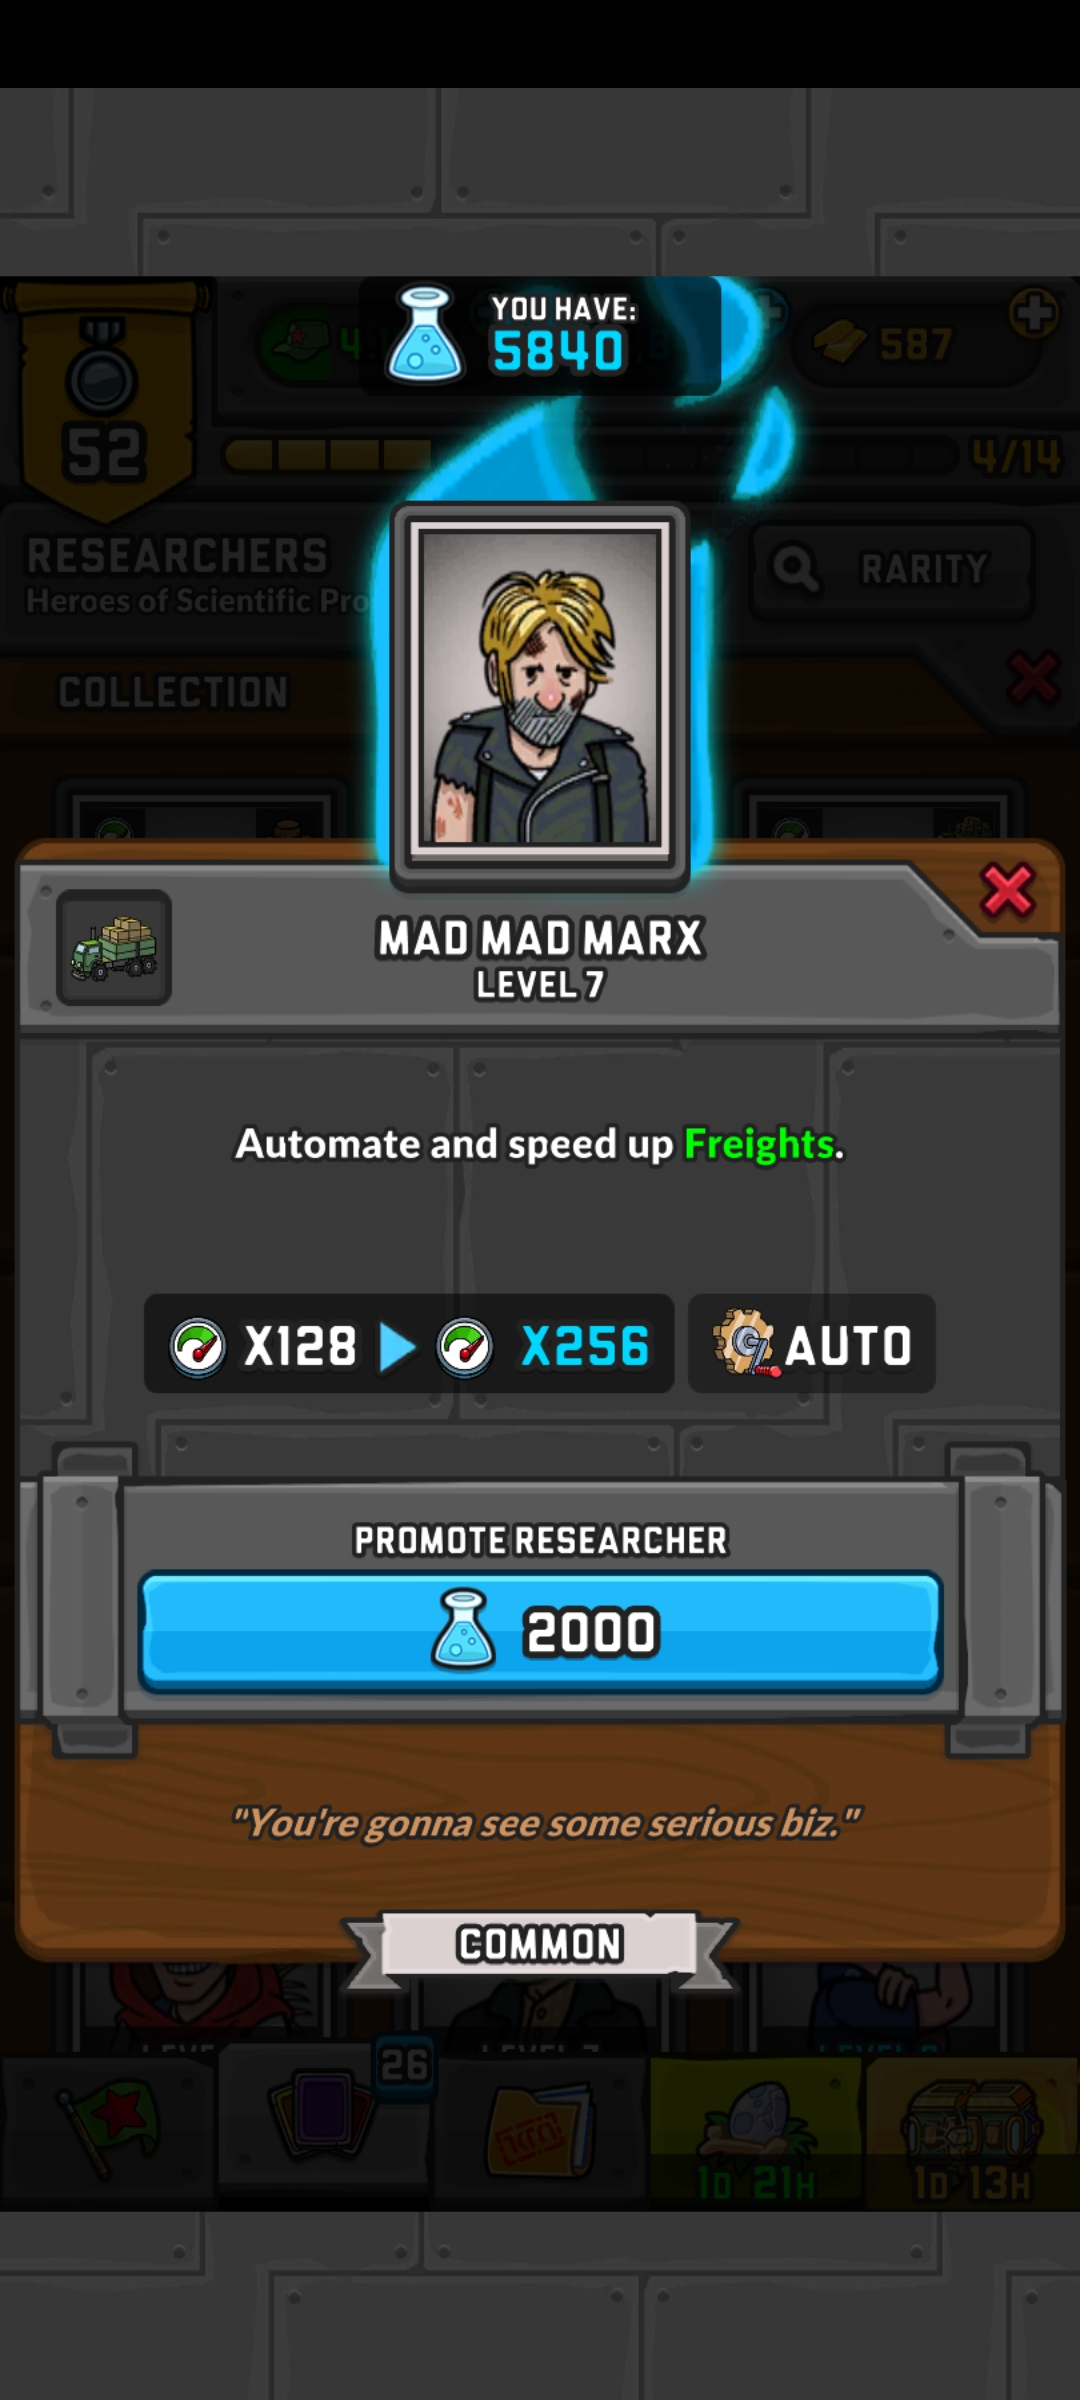 YOU HAVE:
5840
587
52
4/14
RESEARCHERS
Heroes of Scientific Pro
RARITY
COLLECTION
MAD MAD MARX
LEVEL 7
Automate and speed up Freights.
X128
X256
AUTO
PROMOTE RESEARCHER
2000
"You're gonna see some serious biz."
COMMON
26
1D 21H
1D 13H